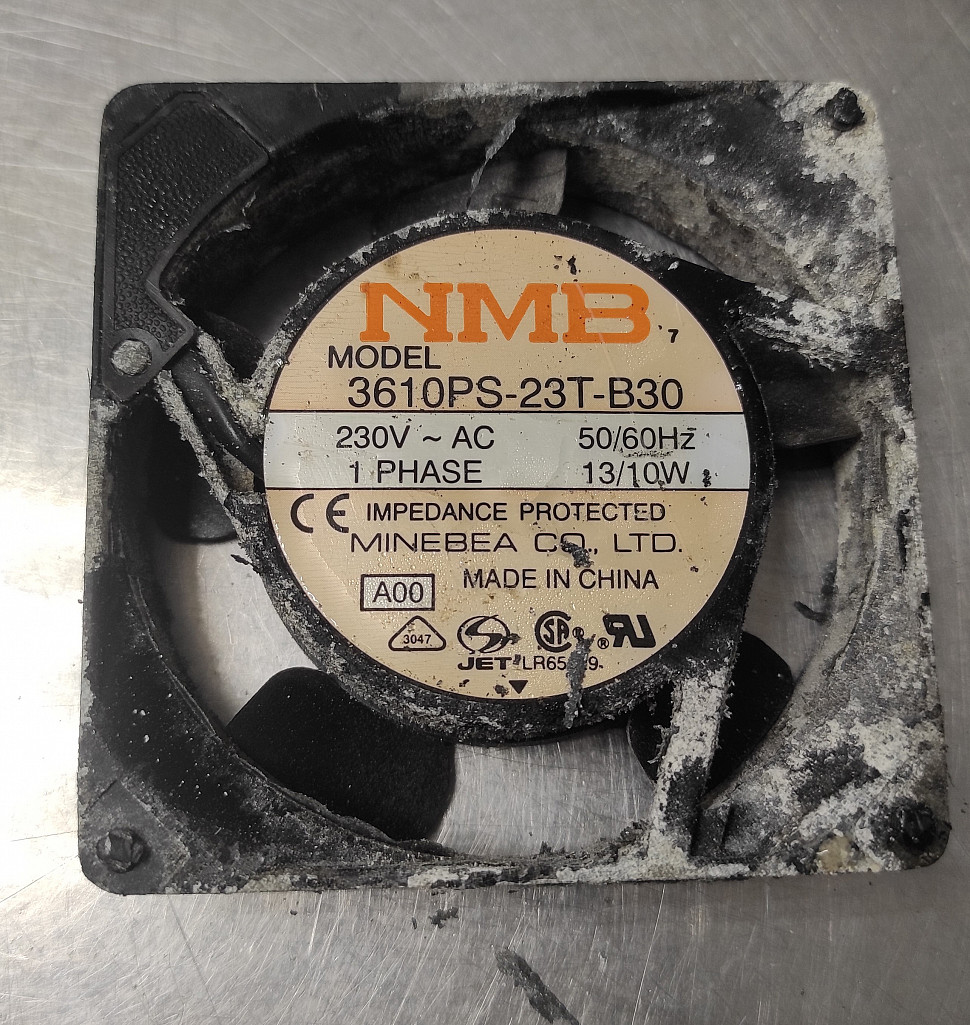 NMB
7
MODEL
3610PS-23T-B30
230V ~ AC 50/60Hz
1 PHASE 13/10W
CE IMPEDANCE PROTECTED
MINEBEA CO., LTD.
MADE IN CHINA
A00
3047
JET